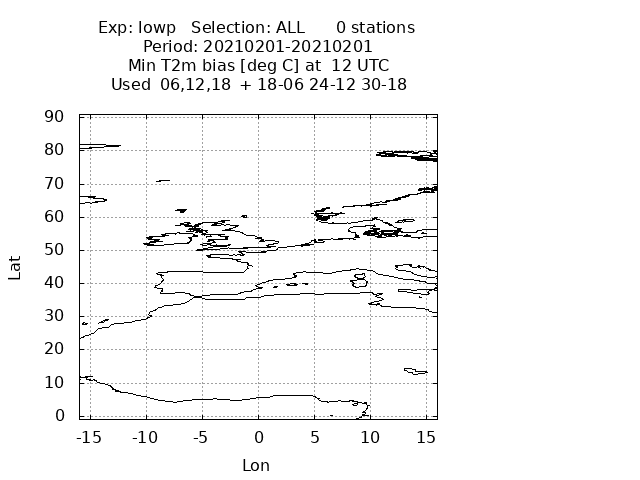 Exp: lowp   Selection: ALL      0 stations
Period: 20210201-20210201
Min T2m bias [deg C] at  12 UTC
Used  06,12,18  + 18-06 24-12 30-18
90
80
70
60
50
40
30
20
10
0
Lat
-15 -10 -5 0 5 10 15
Lon